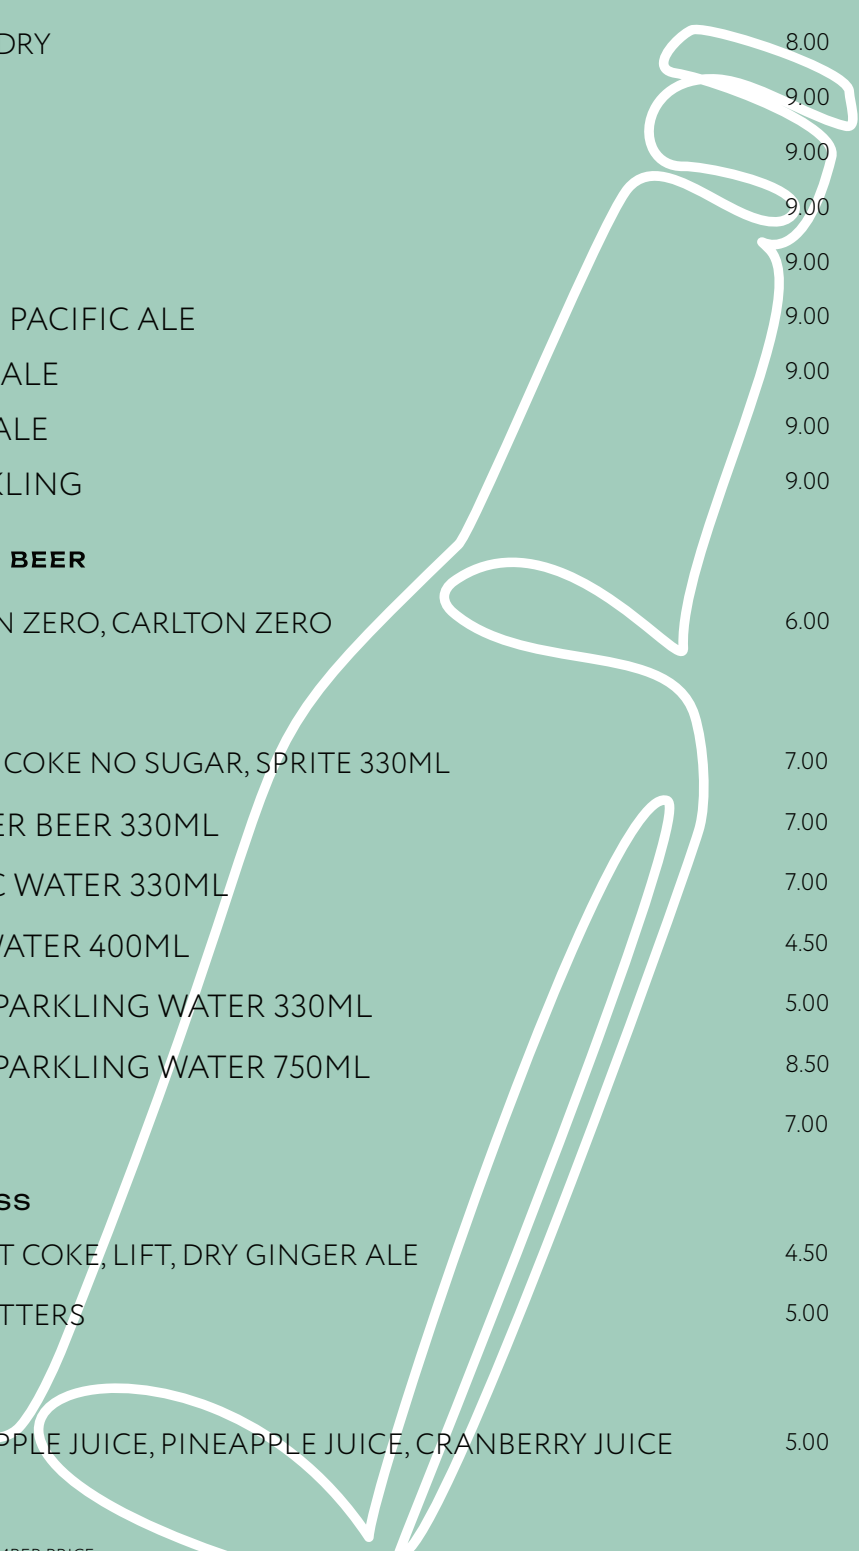 DRY 8.00
9.00
9.00
9.00
9.00
PACIFIC ALE 9.00
ALE 9.00
ALE 9.00
KLING 9.00
BEER
N ZERO, CARLTON ZERO 6.00
COKE NO SUGAR, SPRITE 330ML 7.00
ER BEER 330ML 7.00
C WATER 330ML 7.00
WATER 400ML 4.50
PARKLING WATER 330ML 5.00
PARKLING WATER 750ML 8.50
7.00
SS
T COKE, LIFT, DRY GINGER ALE 4.50
TTERS 5.00
PPLE JUICE, PINEAPPLE JUICE, CRANBERRY JUICE 5.00